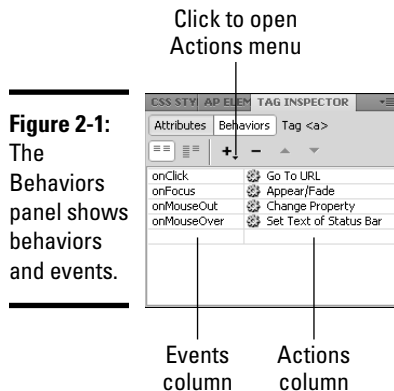 Click to open
Actions menu
Figure 2-1:
The
Behaviors
panel shows
behaviors
and events.
CSS STY AP ELEM TAG INSPECTOR
Attributes Behaviors Tag <a>
onClick Go To URL
onFocus Appear/Fade
onMouseOut Change Property
onMouseOver Set Text of Status Bar
Events
column
Actions
column